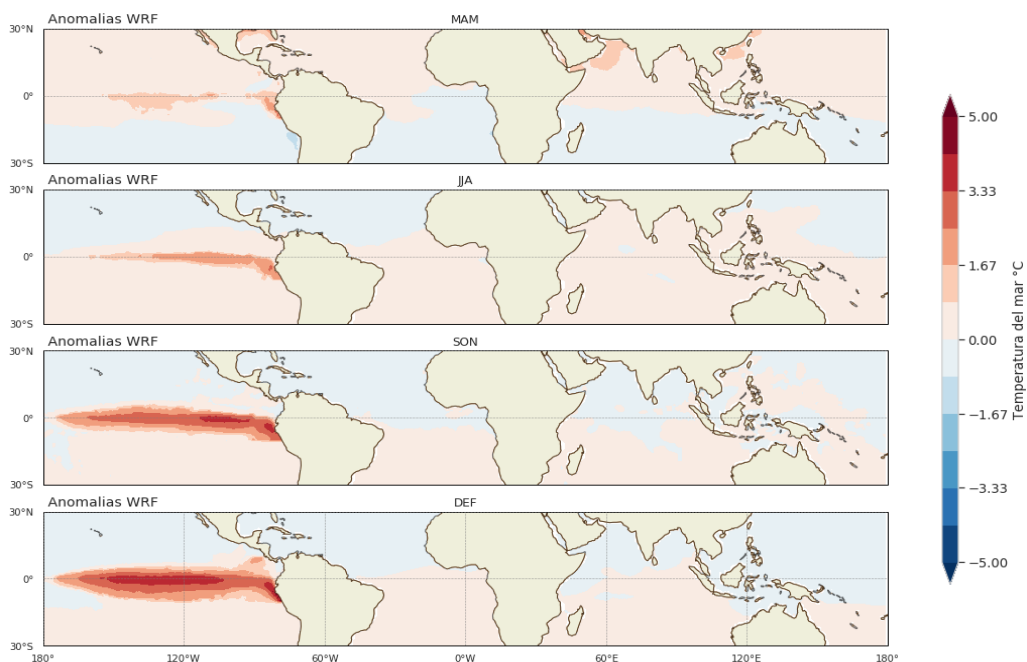 Anomalias WRF MAM
30°N
0°
30°S
Anomalias WRF JJA
30°N
0°
30°S
Anomalias WRF SON
30°N
0°
30°S
Anomalias WRF DEF
30°N
0°
30°S
180° 120°W 60°W 0°W 60°E 120°E 180°
5.00
3.33
1.67
0.00
−1.67
−3.33
−5.00
Temperatura del mar °C